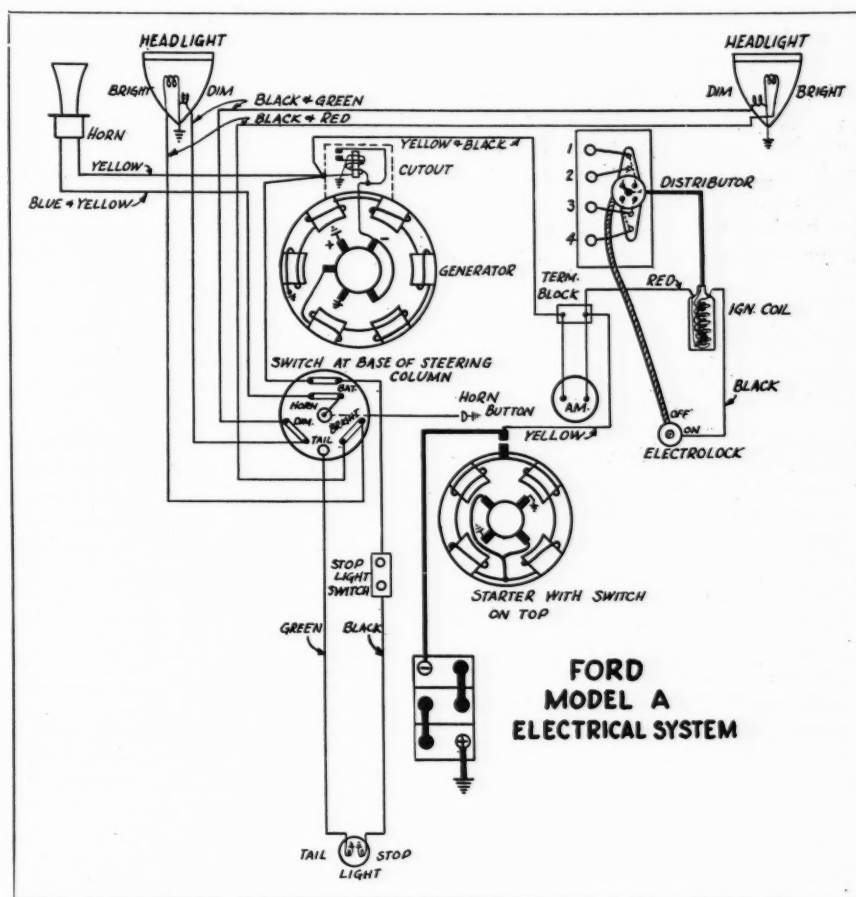 HEADLIGHT
HEADLIGHT
BRIGHT
DIM
DIM
BRIGHT
BLACK & GREEN
BLACK & RED
HORN
YELLOW & BLACK
1
2
3
4
YELLOW
CUTOUT
DISTRIBUTOR
BLUE & YELLOW
+
-
GENERATOR
TERM.
BLOCK
RED
IGN. COIL
SWITCH AT BASE OF STEERING
COLUMN
BAT.
HORN
DIM.
BRIGHT
TAIL
HORN
BUTTON
AM.
BLACK
OFF
ON
YELLOW
ELECTROLOCK
STOP
LIGHT
SWITCH
STARTER WITH SWITCH
ON TOP
GREEN
BLACK
-
+
FORD
MODEL A
ELECTRICAL SYSTEM
TAIL
STOP
LIGHT